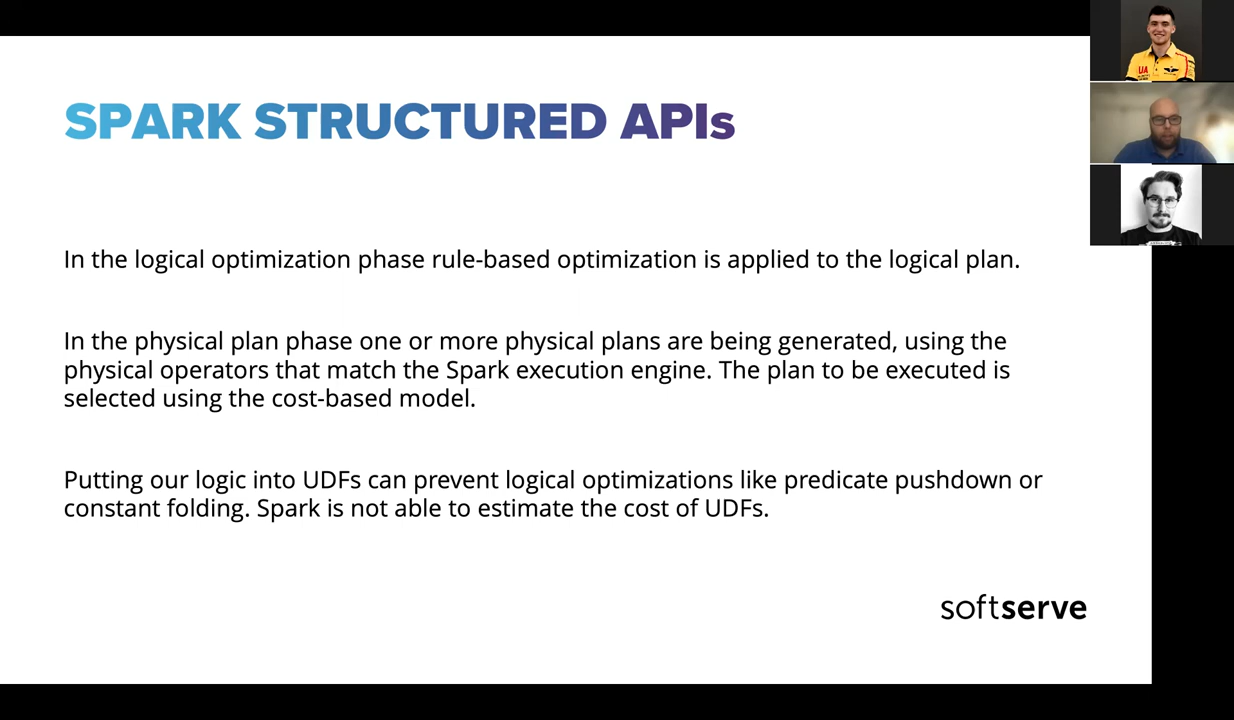 SPARK STRUCTURED APIs
In the logical optimization phase rule-based optimization is applied to the logical plan.
In the physical plan phase one or more physical plans are being generated, using the
physical operators that match the Spark execution engine. The plan to be executed is
selected using the cost-based model.
Putting our logic into UDFs can prevent logical optimizations like predicate pushdown or
constant folding. Spark is not able to estimate the cost of UDFs.
softserve
UA